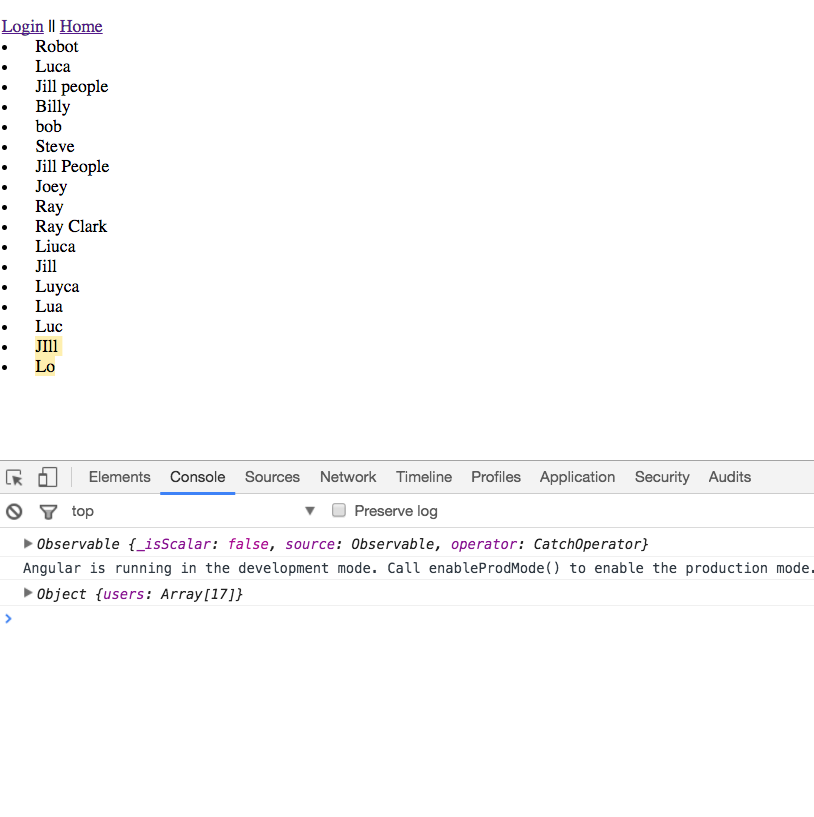 Login || Home
Robot
Luca
Jill people
Billy
bob
Steve
Jill People
Joey
Ray
Ray Clark
Liuca
Jill
Luyca
Lua
Luc
JIll
Lo
Elements Console Sources Network Timeline Profiles Application Security Audits
top Preserve log
Observable {_isScalar: false, source: Observable, operator: CatchOperator}
Angular is running in the development mode. Call enableProdMode() to enable the production mode.
Object {users: Array[17]}